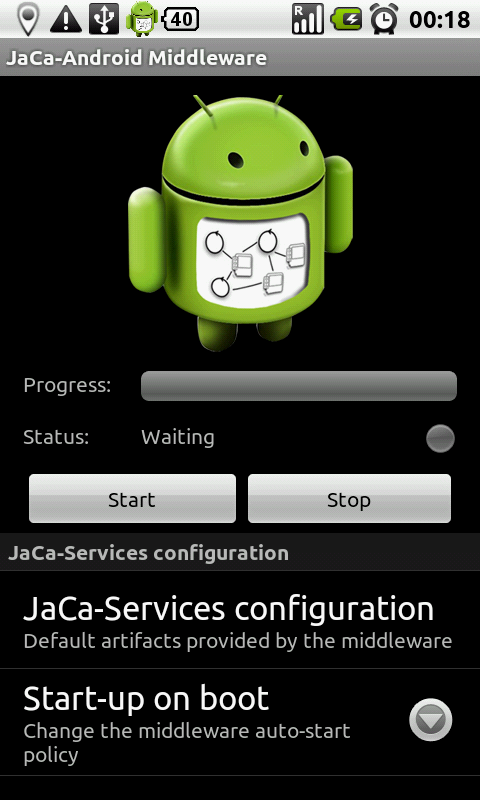 40
R
00:18
JaCa-Android Middleware
Progress:
Status: Waiting
Start Stop
JaCa-Services configuration
JaCa-Services configuration
Default artifacts provided by the middleware
Start-up on boot
Change the middleware auto-start
policy